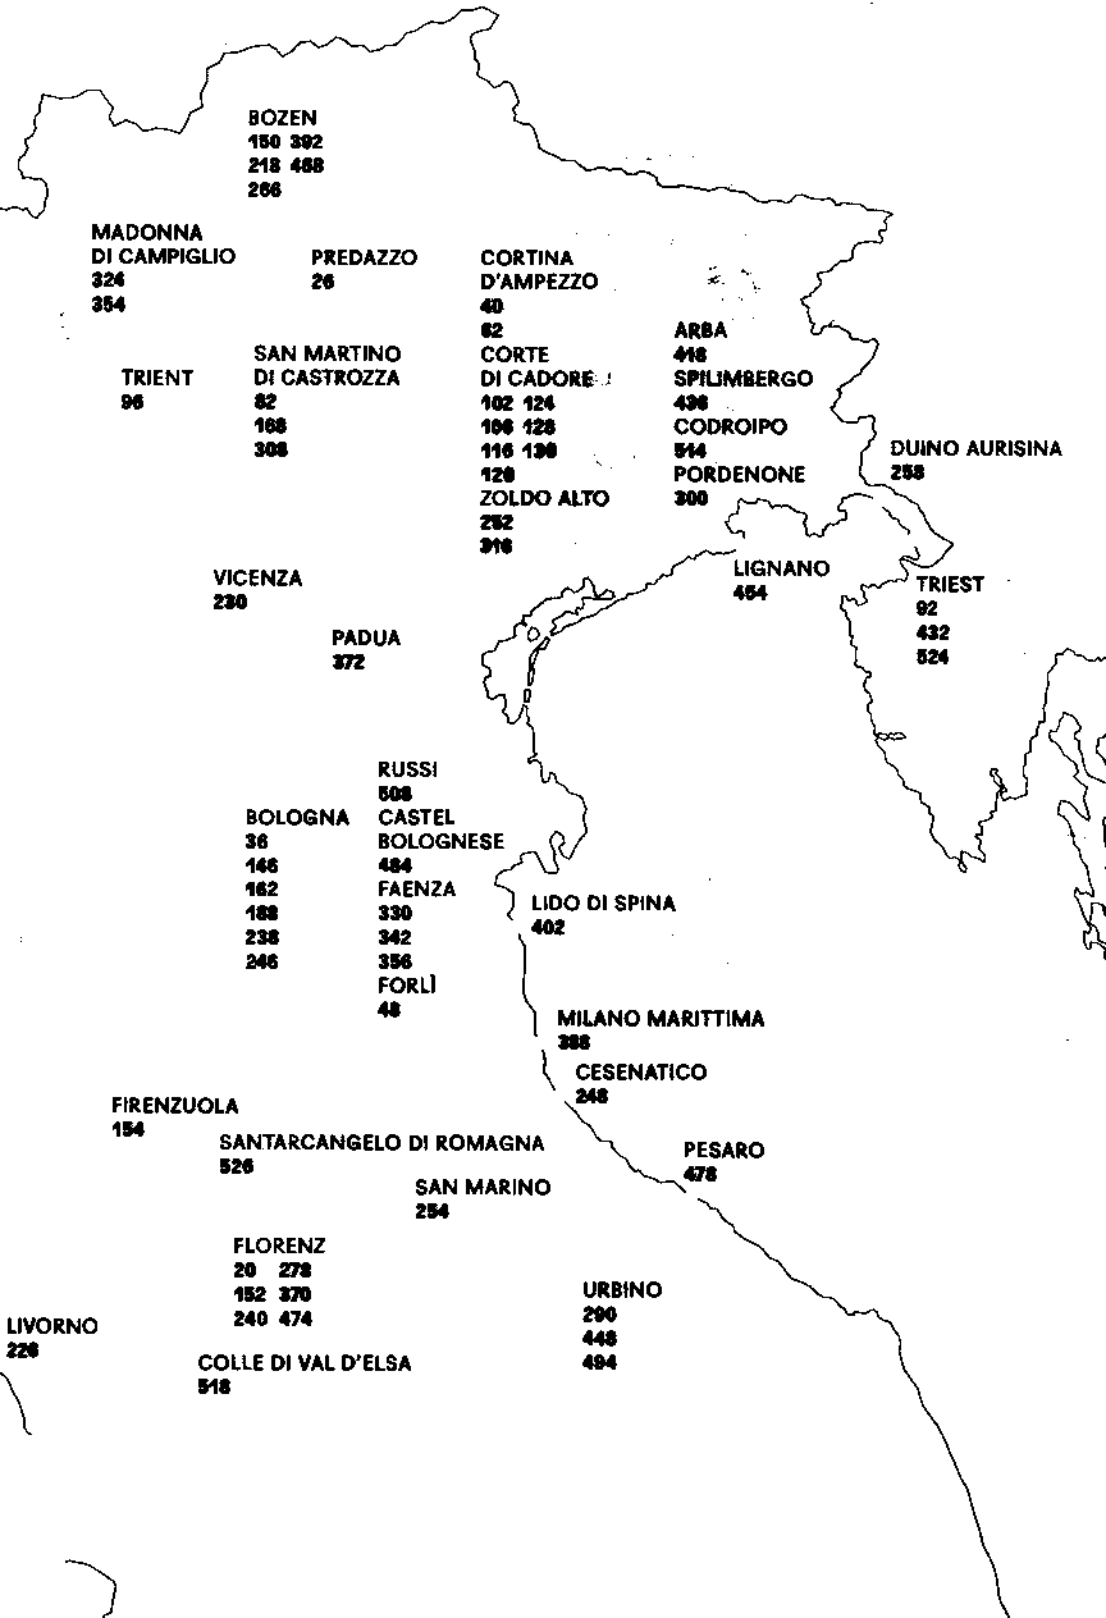 BOZEN
150 392
218 468
266
MADONNA
DI CAMPIGLIO
324
354
PREDAZZO
26
CORTINA
D'AMPEZZO
40
62
CORTE
DI CADORE
102 124
106 128
116 136
120
ZOLDO ALTO
252
316
ARBA
418
SPILIMBERGO
436
CODROIPO
514
PORDENONE
300
SAN MARTINO
DI CASTROZZA
82
168
308
TRIENT
96
DUINO AURISINA
258
LIGNANO
454
TRIEST
92
432
524
VICENZA
230
PADUA
372
RUSSI
508
CASTEL
BOLOGNESE
484
FAENZA
330
342
356
FORLÌ
48
BOLOGNA
36
146
162
188
238
246
LIDO DI SPINA
402
MILANO MARITTIMA
388
CESENATICO
248
FIRENZUOLA
154
SANTARCANGELO DI ROMAGNA
526
PESARO
478
SAN MARINO
254
FLORENZ
20 278
152 370
240 474
URBINO
290
448
494
LIVORNO
226
COLLE DI VAL D'ELSA
518